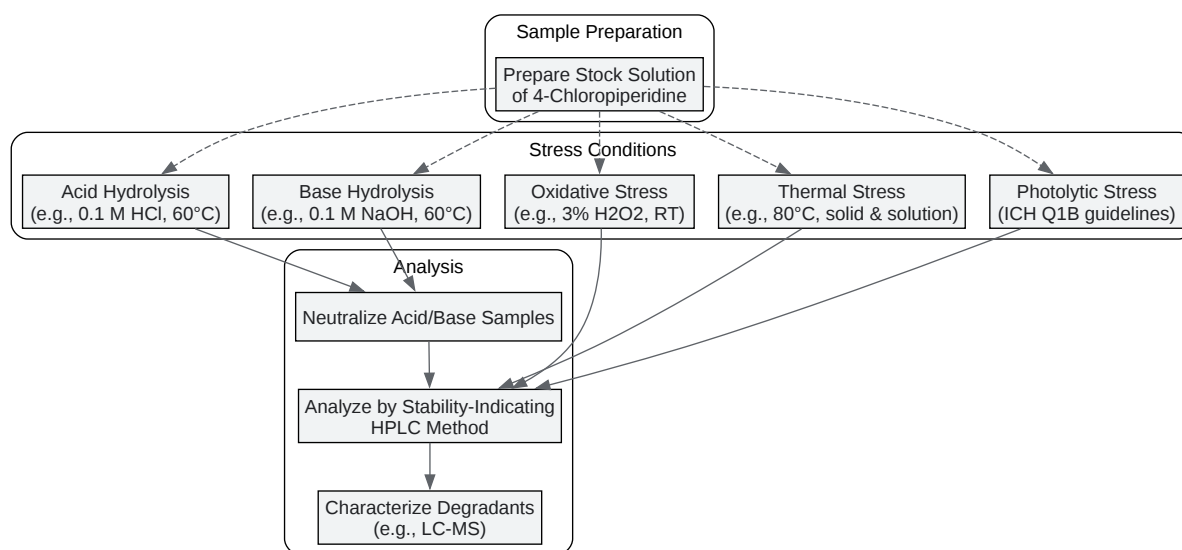 Sample Preparation
Prepare Stock Solution
of 4-Chloropiperidine
Stress Conditions
Acid Hydrolysis
(e.g., 0.1 M HCl, 60°C)
Base Hydrolysis
(e.g., 0.1 M NaOH, 60°C)
Oxidative Stress
(e.g., 3% H2O2, RT)
Thermal Stress
(e.g., 80°C, solid & solution)
Photolytic Stress
(ICH Q1B guidelines)
Analysis
Neutralize Acid/Base Samples
Analyze by Stability-Indicating
HPLC Method
Characterize Degradants
(e.g., LC-MS)